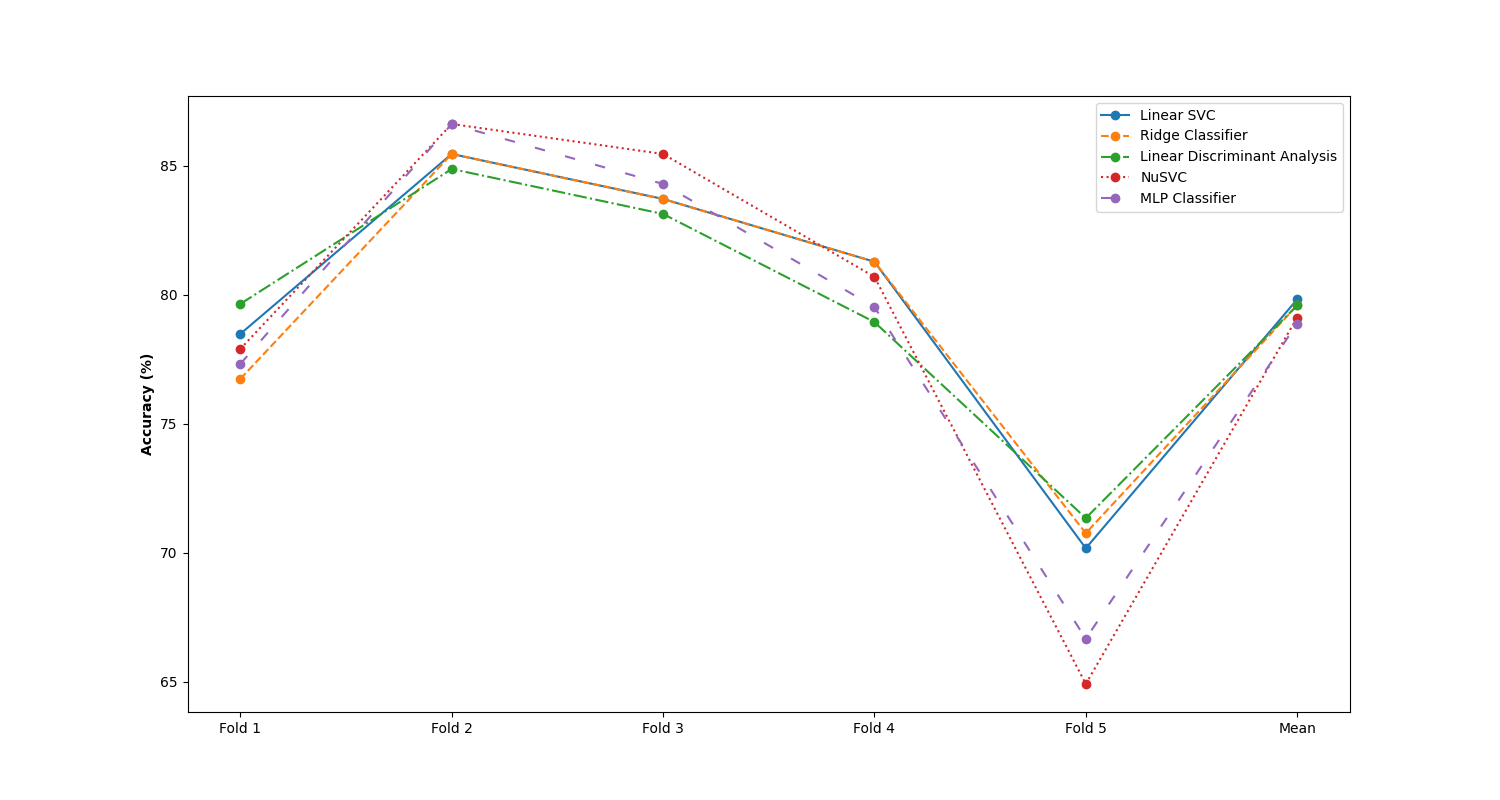 Linear SVC
Ridge Classifier
Linear Discriminant Analysis
NuSVC
MLP Classifier
Accuracy (%)
85
80
75
70
65
Fold 1 Fold 2 Fold 3 Fold 4 Fold 5 Mean